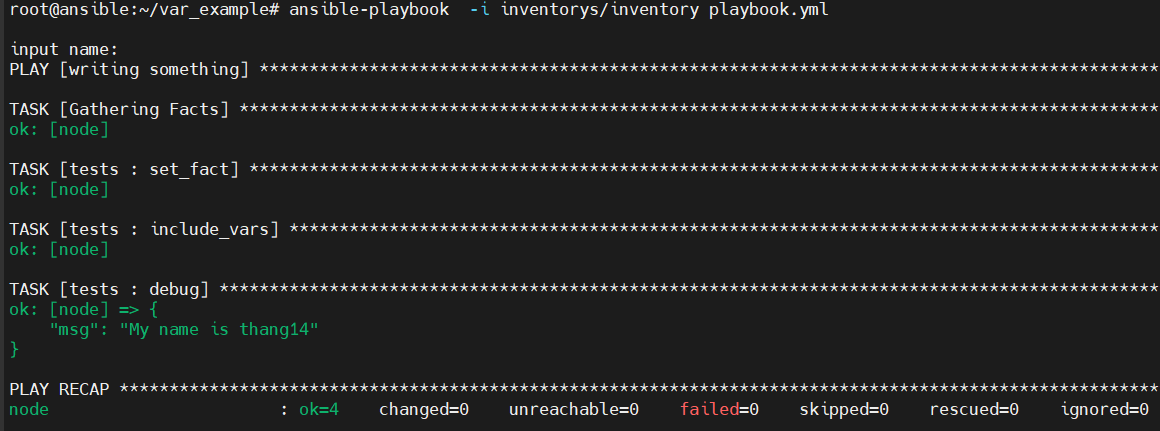 root@ansible:~/var_example# ansible-playbook  -i inventorys/inventory playbook.yml
input name:
PLAY [writing something] ******************************************************************************************
TASK [Gathering Facts] ********************************************************************************************
ok: [node]
TASK [tests : set_fact] *******************************************************************************************
ok: [node]
TASK [tests : include_vars] ***************************************************************************************
ok: [node]
TASK [tests : debug] **********************************************************************************************
ok: [node] => {
    "msg": "My name is thang14"
}
PLAY RECAP ********************************************************************************************************
node                       : ok=4    changed=0    unreachable=0    failed=0    skipped=0    rescued=0    ignored=0